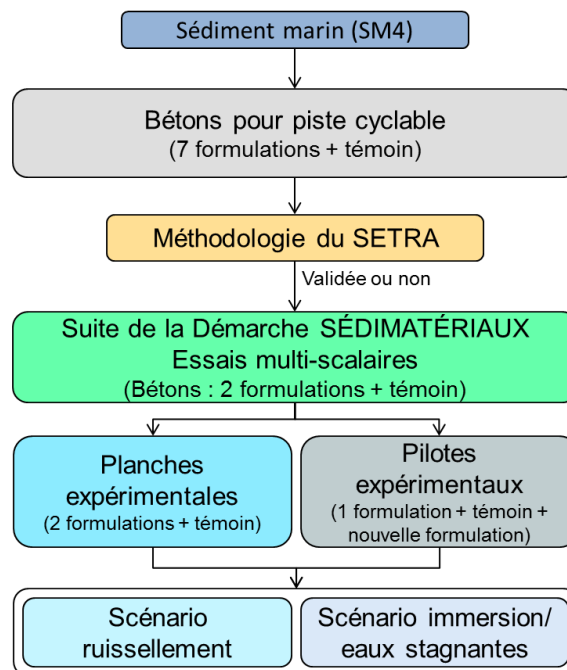 Sédiment marin (SM4)
Bétons pour piste cyclable
(7 formulations + témoin)
Méthodologie du SETRA
Validée ou non
Suite de la Démarche SÉDIMATÉRIAUX
Essais multi-scalaires
(Bétons : 2 formulations + témoin)
Planches
expérimentales
(2 formulations + témoin)
Pilotes
expérimentaux
(1 formulation + témoin +
nouvelle formulation)
Scénario
ruissellement
Scénario immersion/
eaux stagnantes